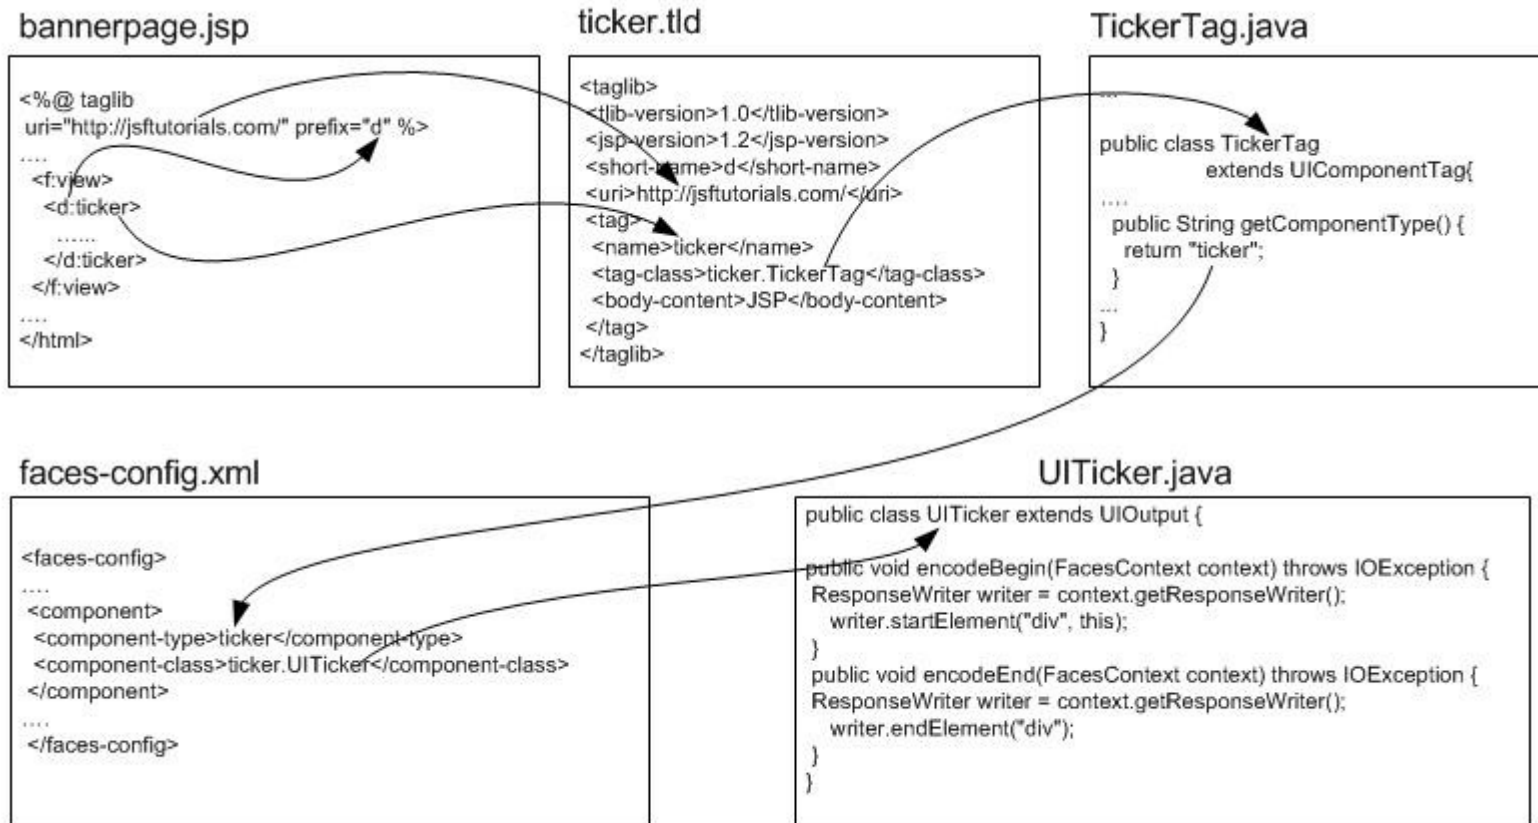 bannerpage.jsp
<%@ taglib
uri="http://jsftutorials.com/" prefix="d" %>
....
<f:view>
<d:ticker>
......
</d:ticker>
</f:view>
....
</html>
ticker.tld
<taglib>
<tlib-version>1.0</tlib-version>
<jsp-version>1.2</jsp-version>
<short-name>d</short-name>
<uri>http://jsftutorials.com/</uri>
<tag>
<name>ticker</name>
<tag-class>ticker.TickerTag</tag-class>
<body-content>JSP</body-content>
</tag>
</taglib>
TickerTag.java
...
public class TickerTag
extends UIComponentTag{
....
public String getComponentType() {
return "ticker";
}
...
}
faces-config.xml
<faces-config>
....
<component>
<component-type>ticker</component-type>
<component-class>ticker.UITicker</component-class>
</component>
....
</faces-config>
UITicker.java
public class UITicker extends UIOutput {
public void encodeBegin(FacesContext context) throws IOException {
ResponseWriter writer = context.getResponseWriter();
writer.startElement("div", this);
}
public void encodeEnd(FacesContext context) throws IOException {
ResponseWriter writer = context.getResponseWriter();
writer.endElement("div");
}
}